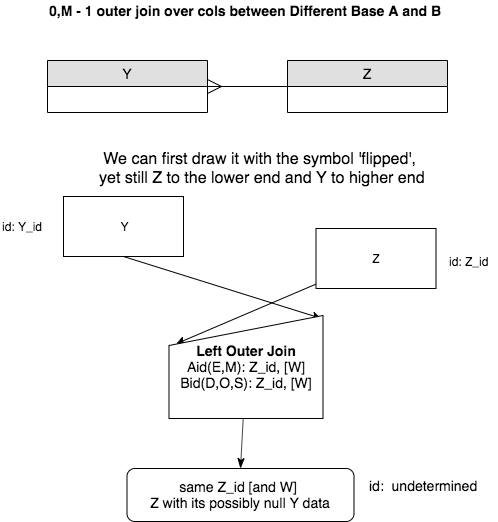 0,M - 1 outer join over cols between Different Base A and B
Y
Z
We can first draw it with the symbol 'flipped',
yet still Z to the lower end and Y to higher end
id: Y_id
Y
Z
id: Z_id
Left Outer Join
Aid(E,M): Z_id, [W]
Bid(D,O,S): Z_id, [W]
same Z_id [and W]
Z with its possibly null Y data
id: undetermined